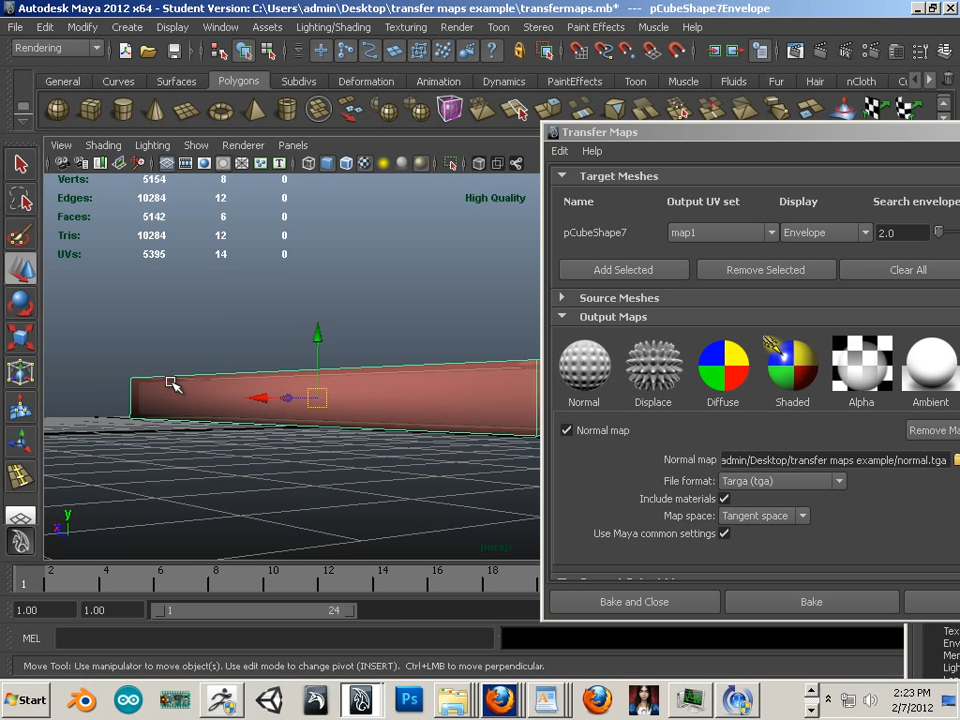 Autodesk Maya 2012 x64 - Student Version: C:\Users\admin\Desktop\transfer maps example\transfermaps.mb* --- pCubeShape7Envelope
File Edit Modify Create Display Window Assets Lighting/Shading Texturing Render Toon Stereo Paint Effects Muscle Help
Rendering
General Curves Surfaces Polygons Subdivs Deformation Animation Dynamics PaintEffects Toon Muscle Fluids Fur Hair nCloth
View Shading Lighting Show Renderer Panels
Verts: 5154 8 0
Edges: 10284 12 0
Faces: 5142 6 0
Tris: 10284 12 0
UVs: 5395 14 0
High Quality
y
persp
Transfer Maps
Edit Help
Target Meshes
Name Output UV set Display Search envelope
pCubeShape7 map1 Envelope 2.0
Add Selected Remove Selected Clear All
Source Meshes
Output Maps
Normal Displace Diffuse Shaded Alpha Ambient
Normal map Remove Ma
Normal map admin/Desktop/transfer maps example/normal.tga
File format: Targa (tga)
Include materials
Map space: Tangent space
Use Maya common settings
Bake and Close Bake
1 2 4 6 8 10 12 14 16 18
1.00 1.00 1 24
MEL
Move Tool: Use manipulator to move object(s). Use edit mode to change pivot (INSERT). Ctrl+LMB to move perpendicular.
Start
Ps
2:23 PM
2/7/2012